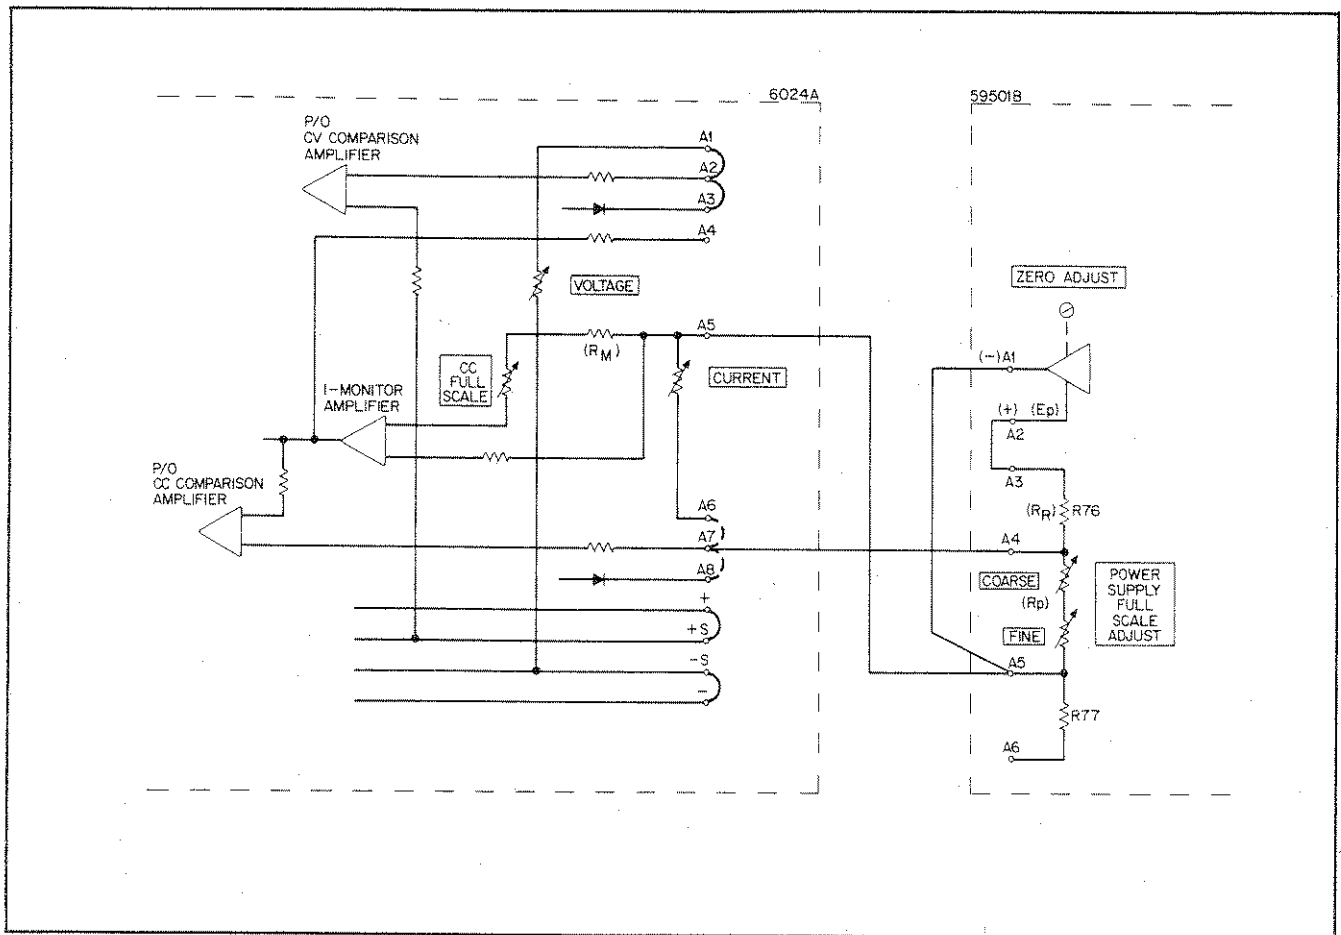 6024A
59501B
P/O
CV COMPARISON
AMPLIFIER
A1
A2
A3
A4
VOLTAGE
ZERO ADJUST
A5
(RM)
CC
FULL
SCALE
CURRENT
(-)A1
I-MONITOR
AMPLIFIER
(+) (Ep)
A2
P/O
CC COMPARISON
AMPLIFIER
A3
A6
(RR) R76
A7
A4
A8
COARSE
(Rp)
POWER
SUPPLY
FULL
SCALE
ADJUST
+
+S
FINE
-S
A5
-
R77
A6